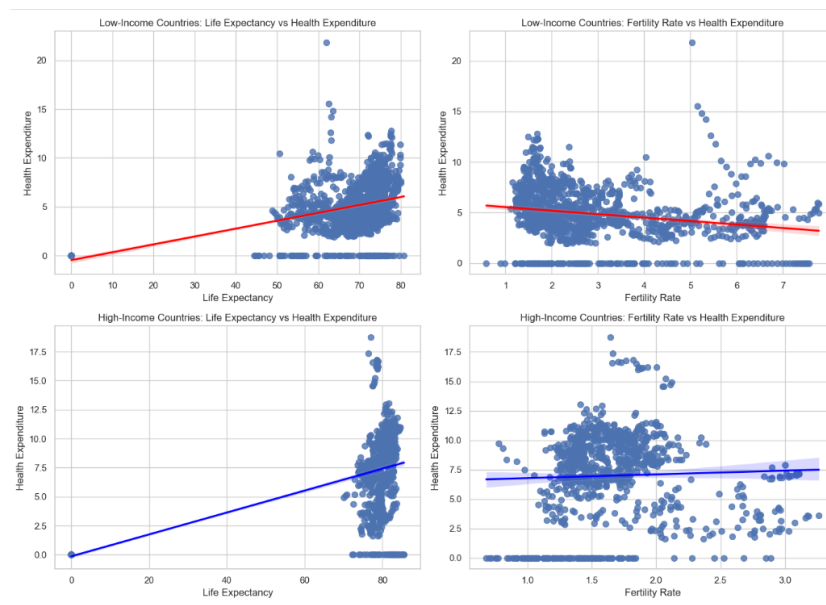 Low-Income Countries: Life Expectancy vs Health Expenditure
Health Expenditure
20
15
10
5
0
0 10 20 30 40 50 60 70 80
Life Expectancy
Low-Income Countries: Fertility Rate vs Health Expenditure
Health Expenditure
20
15
10
5
0
1 2 3 4 5 6 7
Fertility Rate
High-Income Countries: Life Expectancy vs Health Expenditure
Health Expenditure
17.5
15.0
12.5
10.0
7.5
5.0
2.5
0.0
0 20 40 60 80
Life Expectancy
High-Income Countries: Fertility Rate vs Health Expenditure
Health Expenditure
17.5
15.0
12.5
10.0
7.5
5.0
2.5
0.0
1.0 1.5 2.0 2.5 3.0
Fertility Rate